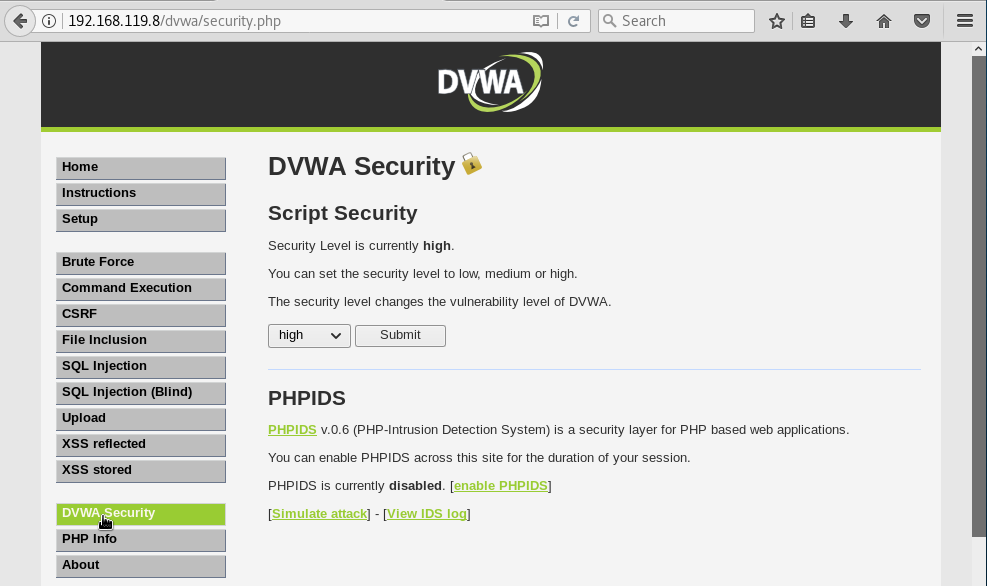 192.168.119.8/dvwa/security.php
Search
DVWA
Home
Instructions
Setup
Brute Force
Command Execution
CSRF
File Inclusion
SQL Injection
SQL Injection (Blind)
Upload
XSS reflected
XSS stored
DVWA Security
PHP Info
About
DVWA Security
Script Security
Security Level is currently high.
You can set the security level to low, medium or high.
The security level changes the vulnerability level of DVWA.
high
Submit
PHPIDS
PHPIDS v.0.6 (PHP-Intrusion Detection System) is a security layer for PHP based web applications.
You can enable PHPIDS across this site for the duration of your session.
PHPIDS is currently disabled. [enable PHPIDS]
[Simulate attack] - [View IDS log]